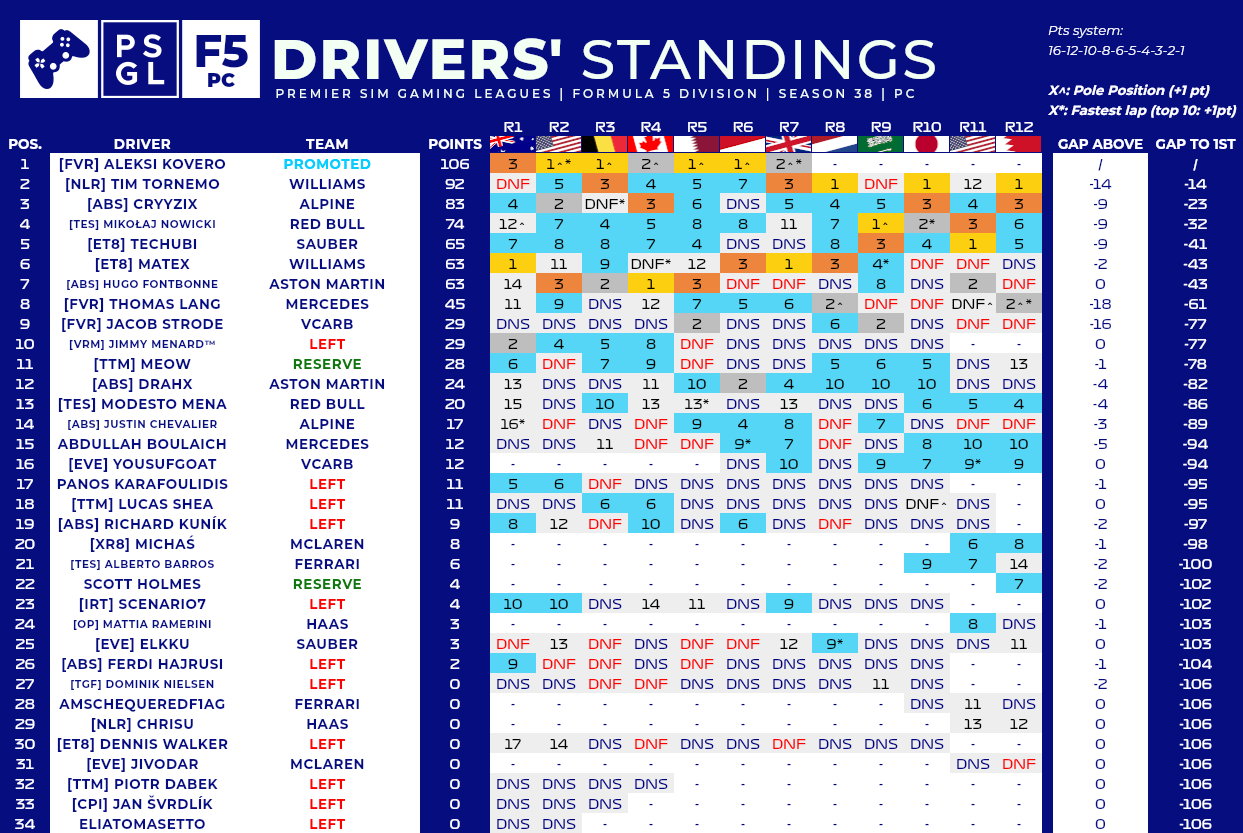 PS
GL
F5
PC
DRIVERS' STANDINGS
PREMIER SIM GAMING LEAGUES | FORMULA 5 DIVISION | SEASON 38 | PC
Pts system:
16-12-10-8-6-5-4-3-2-1
X^: Pole Position (+1 pt)
X*: Fastest lap (top 10: +1pt)
R1 R2 R3 R4 R5 R6 R7 R8 R9 R10 R11 R12
POS. DRIVER TEAM POINTS GAP ABOVE GAP TO 1ST
1 [FVR] ALEKSI KOVERO PROMOTED 106 3 1^* 1^ 2^ 1^ 1^ 2^* - - - - - / /
2 [NLR] TIM TORNEMO WILLIAMS 92 DNF 5 3 4 5 7 3 1 DNF 1 12 1 -14 -14
3 [ABS] CRYYZIX ALPINE 83 4 2 DNF* 3 6 DNS 5 4 5 3 4 3 -9 -23
4 [TES] MIKOŁAJ NOWICKI RED BULL 74 12^ 7 4 5 8 8 11 7 1^ 2* 3 6 -9 -32
5 [ET8] TECHUBI SAUBER 65 7 8 8 7 4 DNS DNS 8 3 4 1 5 -9 -41
6 [ET8] MATEX WILLIAMS 63 1 11 9 DNF* 12 3 1 3 4* DNF DNF DNS -2 -43
7 [ABS] HUGO FONTBONNE ASTON MARTIN 63 14 3 2 1 3 DNF DNF DNS 8 DNS 2 DNF 0 -43
8 [FVR] THOMAS LANG MERCEDES 45 11 9 DNS 12 7 5 6 2^ DNF DNF DNF^ 2^* -18 -61
9 [FVR] JACOB STRODE VCARB 29 DNS DNS DNS DNS 2 DNS DNS 6 2 DNS DNF DNF -16 -77
10 [VRM] JIMMY MENARD™ LEFT 29 2 4 5 8 DNF DNS DNS DNS DNS DNS - - 0 -77
11 [TTM] MEOW RESERVE 28 6 DNF 7 9 DNF DNS DNS 5 6 5 DNS 13 -1 -78
12 [ABS] DRAHX ASTON MARTIN 24 13 DNS DNS 11 10 2 4 10 10 10 DNS DNS -4 -82
13 [TES] MODESTO MENA RED BULL 20 15 DNS 10 13 13* DNS 13 DNS DNS 6 5 4 -4 -86
14 [ABS] JUSTIN CHEVALIER ALPINE 17 16* DNF DNS DNF 9 4 8 DNF 7 DNS DNF DNF -3 -89
15 ABDULLAH BOULAICH MERCEDES 12 DNS DNS 11 DNF DNF 9* 7 DNF DNS 8 10 10 -5 -94
16 [EVE] YOUSUFGOAT VCARB 12 - - - - - DNS 10 DNS 9 7 9* 9 0 -94
17 PANOS KARAFOULIDIS LEFT 11 5 6 DNF DNS DNS DNS DNS DNS DNS DNS - - -1 -95
18 [TTM] LUCAS SHEA LEFT 11 DNS DNS 6 6 DNS DNS DNS DNS DNS DNF^ DNS - 0 -95
19 [ABS] RICHARD KUNÍK LEFT 9 8 12 DNF 10 DNS 6 DNS DNF DNS DNS DNS - -2 -97
20 [XR8] MICHAŚ MCLAREN 8 - - - - - - - - - - 6 8 -1 -98
21 [TES] ALBERTO BARROS FERRARI 6 - - - - - - - - - 9 7 14 -2 -100
22 SCOTT HOLMES RESERVE 4 - - - - - - - - - - - 7 -2 -102
23 [IRT] SCENARIO7 LEFT 4 10 10 DNS 14 11 DNS 9 DNS DNS DNS - - 0 -102
24 [OP] MATTIA RAMERINI HAAS 3 - - - - - - - - - - 8 DNS -1 -103
25 [EVE] ELKKU SAUBER 3 DNF 13 DNF DNS DNF DNF 12 9* DNS DNS DNS 11 0 -103
26 [ABS] FERDI HAJRUSI LEFT 2 9 DNF DNF DNS DNF DNS DNS DNS DNS DNS - - -1 -104
27 [TGF] DOMINIK NIELSEN LEFT 0 DNS DNS DNF DNF DNS DNS DNS DNS 11 DNS - - -2 -106
28 AMSCHEQUEREDF1AG FERRARI 0 - - - - - - - - - DNS 11 DNS 0 -106
29 [NLR] CHRISU HAAS 0 - - - - - - - - - - 13 12 0 -106
30 [ET8] DENNIS WALKER LEFT 0 17 14 DNS DNF DNS DNS DNF DNS DNS DNS - - 0 -106
31 [EVE] JIVODAR MCLAREN 0 - - - - - - - - - - DNS DNF 0 -106
32 [TTM] PIOTR DABEK LEFT 0 DNS DNS DNS DNS - - - - - - - - 0 -106
33 [CPI] JAN ŠVRDLÍK LEFT 0 DNS DNS DNS - - - - - - - - - 0 -106
34 ELIATOMASETTO LEFT 0 DNS DNS - - - - - - - - - - 0 -106